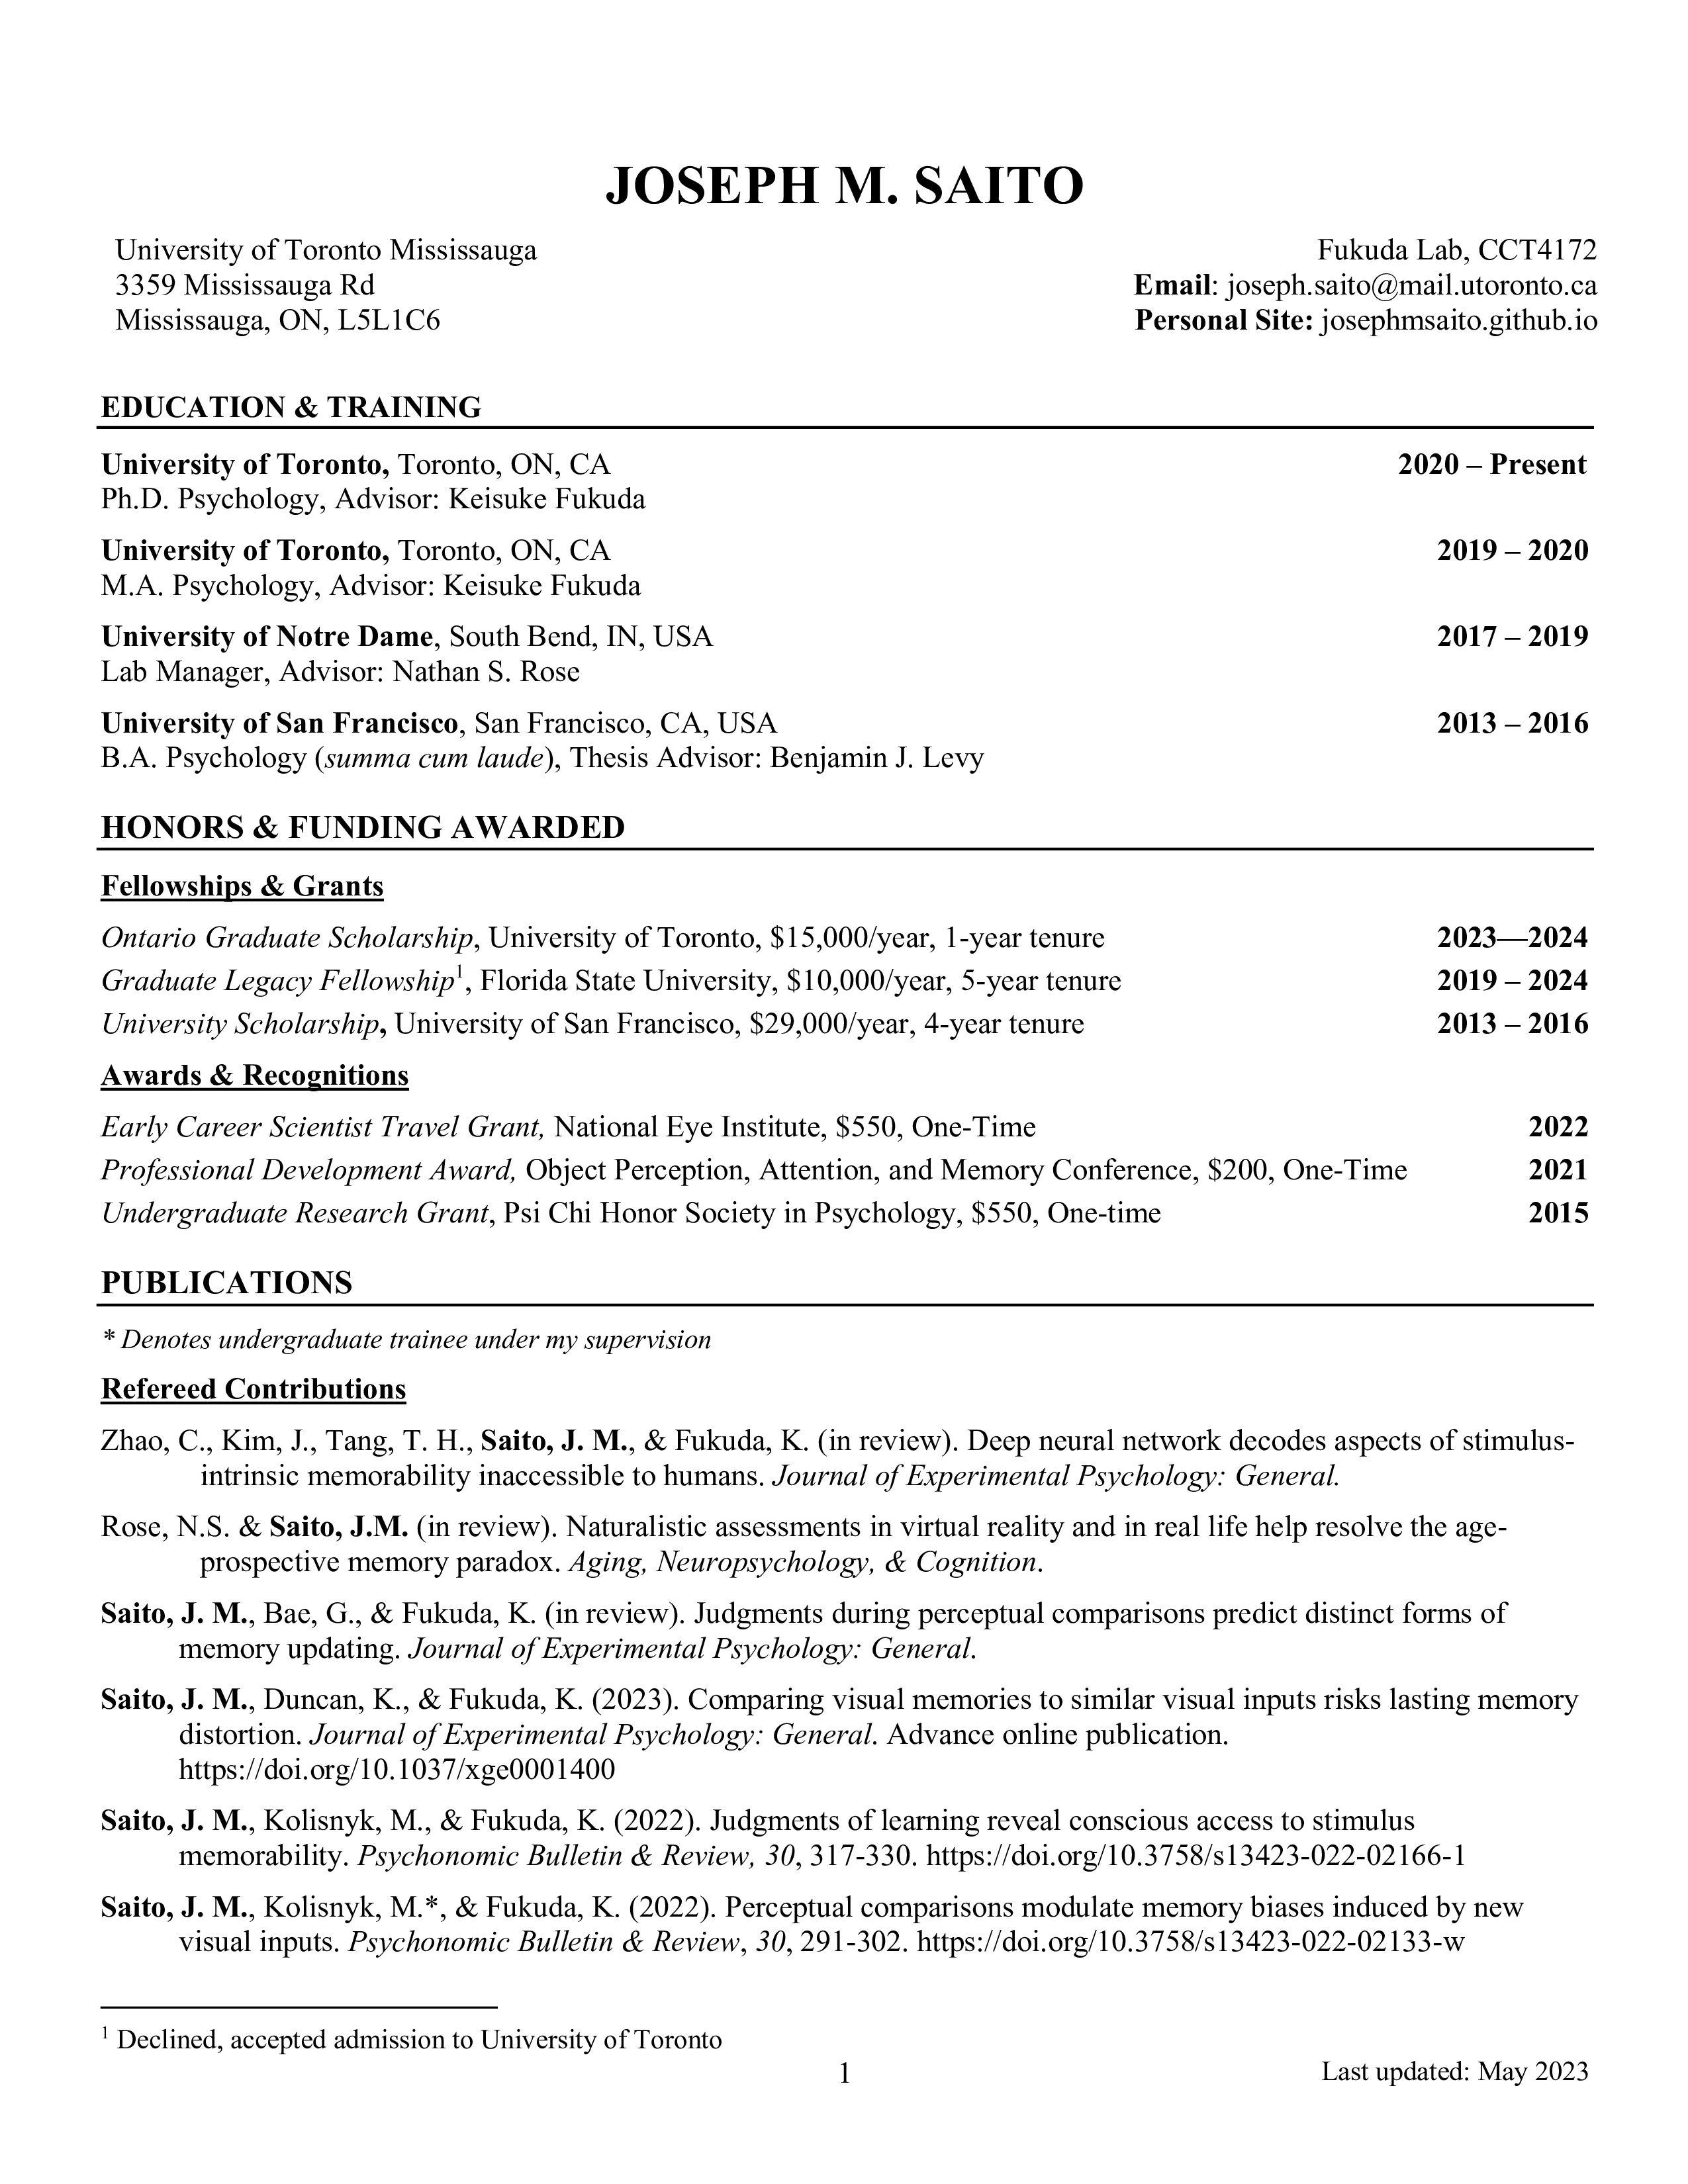 JOSEPH M. SAITO
University of Toronto Mississauga
3359 Mississauga Rd
Mississauga, ON, L5L1C6
Fukuda Lab, CCT4172
Email: joseph.saito@mail.utoronto.ca
Personal Site: josephmsaito.github.io
EDUCATION & TRAINING
University of Toronto, Toronto, ON, CA 2020 – Present
Ph.D. Psychology, Advisor: Keisuke Fukuda
University of Toronto, Toronto, ON, CA 2019 – 2020
M.A. Psychology, Advisor: Keisuke Fukuda
University of Notre Dame, South Bend, IN, USA 2017 – 2019
Lab Manager, Advisor: Nathan S. Rose
University of San Francisco, San Francisco, CA, USA 2013 – 2016
B.A. Psychology (summa cum laude), Thesis Advisor: Benjamin J. Levy
HONORS & FUNDING AWARDED
Fellowships & Grants
Ontario Graduate Scholarship, University of Toronto, $15,000/year, 1-year tenure 2023—2024
Graduate Legacy Fellowship1, Florida State University, $10,000/year, 5-year tenure 2019 – 2024
University Scholarship, University of San Francisco, $29,000/year, 4-year tenure 2013 – 2016
Awards & Recognitions
Early Career Scientist Travel Grant, National Eye Institute, $550, One-Time 2022
Professional Development Award, Object Perception, Attention, and Memory Conference, $200, One-Time 2021
Undergraduate Research Grant, Psi Chi Honor Society in Psychology, $550, One-time 2015
PUBLICATIONS
* Denotes undergraduate trainee under my supervision
Refereed Contributions
Zhao, C., Kim, J., Tang, T. H., Saito, J. M., & Fukuda, K. (in review). Deep neural network decodes aspects of stimulus-
intrinsic memorability inaccessible to humans. Journal of Experimental Psychology: General.
Rose, N.S. & Saito, J.M. (in review). Naturalistic assessments in virtual reality and in real life help resolve the age-
prospective memory paradox. Aging, Neuropsychology, & Cognition.
Saito, J. M., Bae, G., & Fukuda, K. (in review). Judgments during perceptual comparisons predict distinct forms of
memory updating. Journal of Experimental Psychology: General.
Saito, J. M., Duncan, K., & Fukuda, K. (2023). Comparing visual memories to similar visual inputs risks lasting memory
distortion. Journal of Experimental Psychology: General. Advance online publication.
https://doi.org/10.1037/xge0001400
Saito, J. M., Kolisnyk, M., & Fukuda, K. (2022). Judgments of learning reveal conscious access to stimulus
memorability. Psychonomic Bulletin & Review, 30, 317-330. https://doi.org/10.3758/s13423-022-02166-1
Saito, J. M., Kolisnyk, M.*, & Fukuda, K. (2022). Perceptual comparisons modulate memory biases induced by new
visual inputs. Psychonomic Bulletin & Review, 30, 291-302. https://doi.org/10.3758/s13423-022-02133-w
1 Declined, accepted admission to University of Toronto
1
Last updated: May 2023